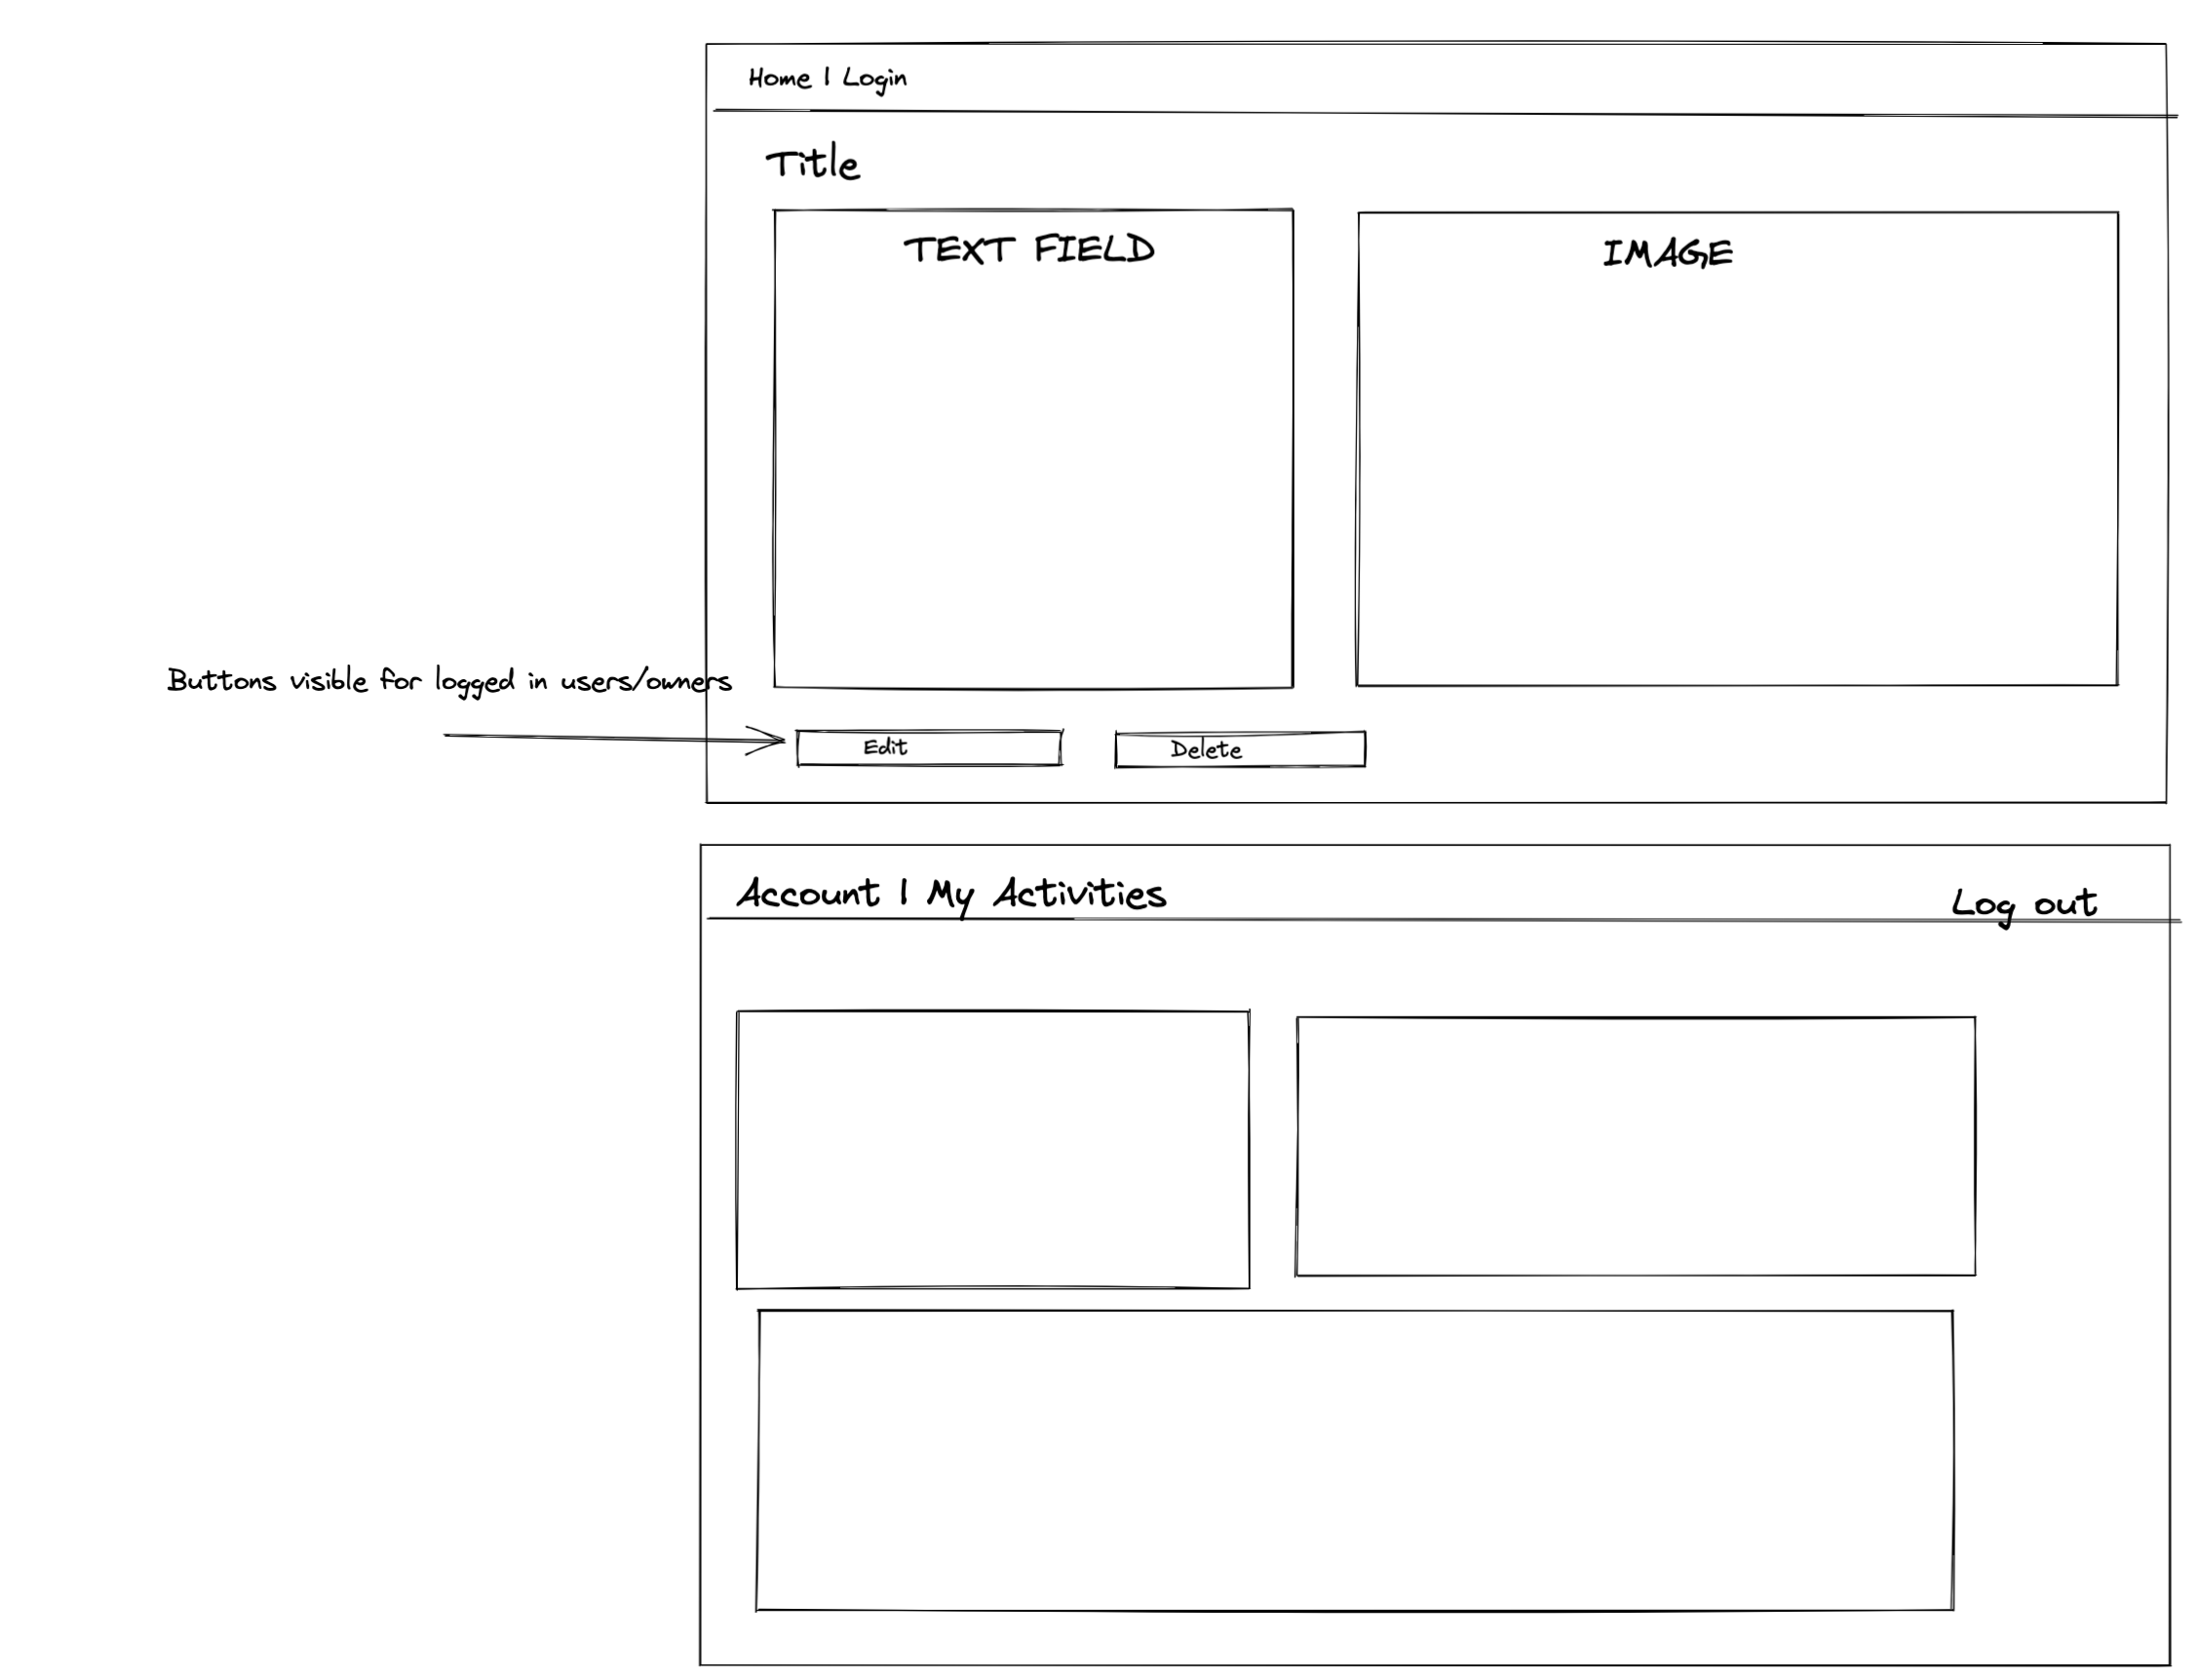 Home | Login
Title
TEXT FIELD
IMAGE
Buttons visible for logged in users/owners
Edit
Delete
Account | My Activities
Log out